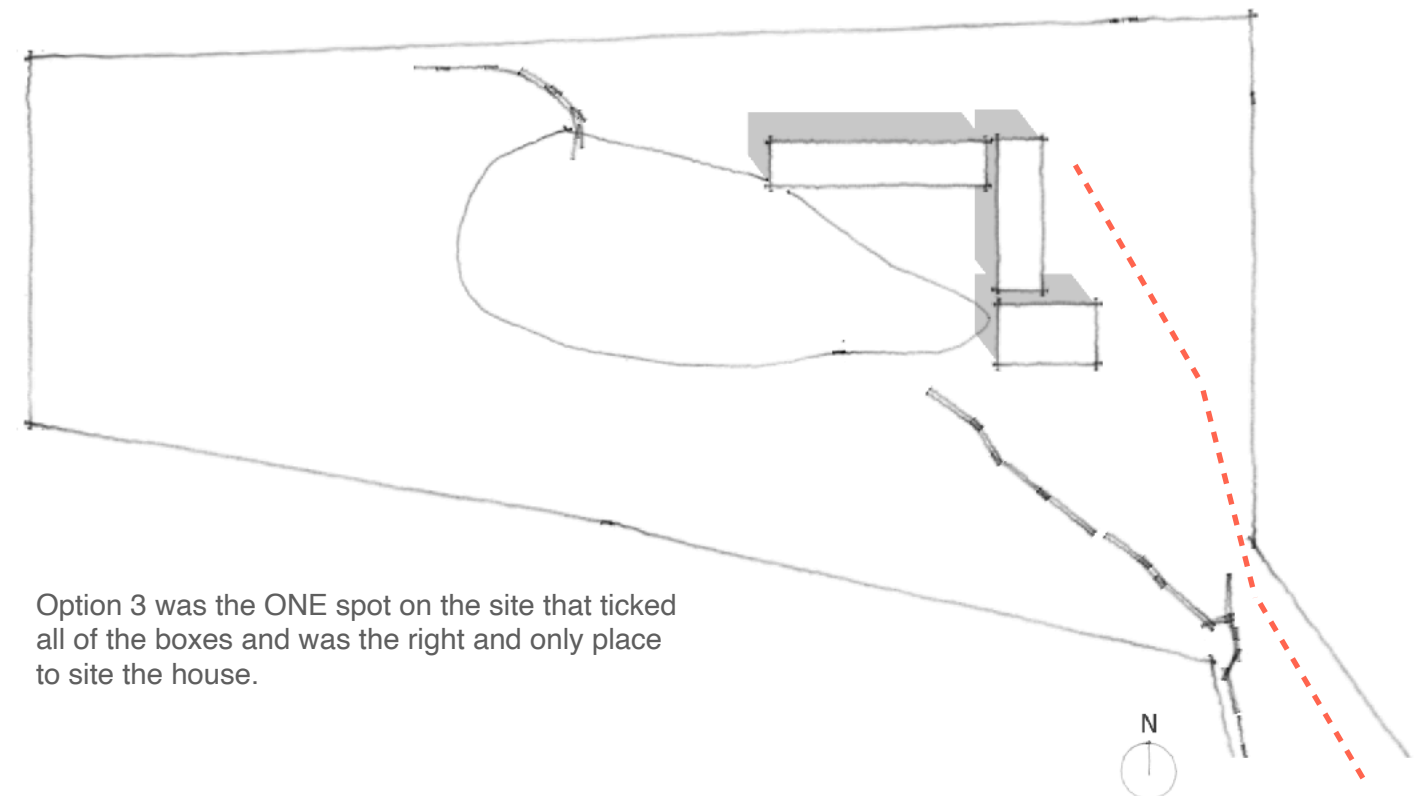 Option 3 was the ONE spot on the site that ticked
all of the boxes and was the right and only place
to site the house.
N